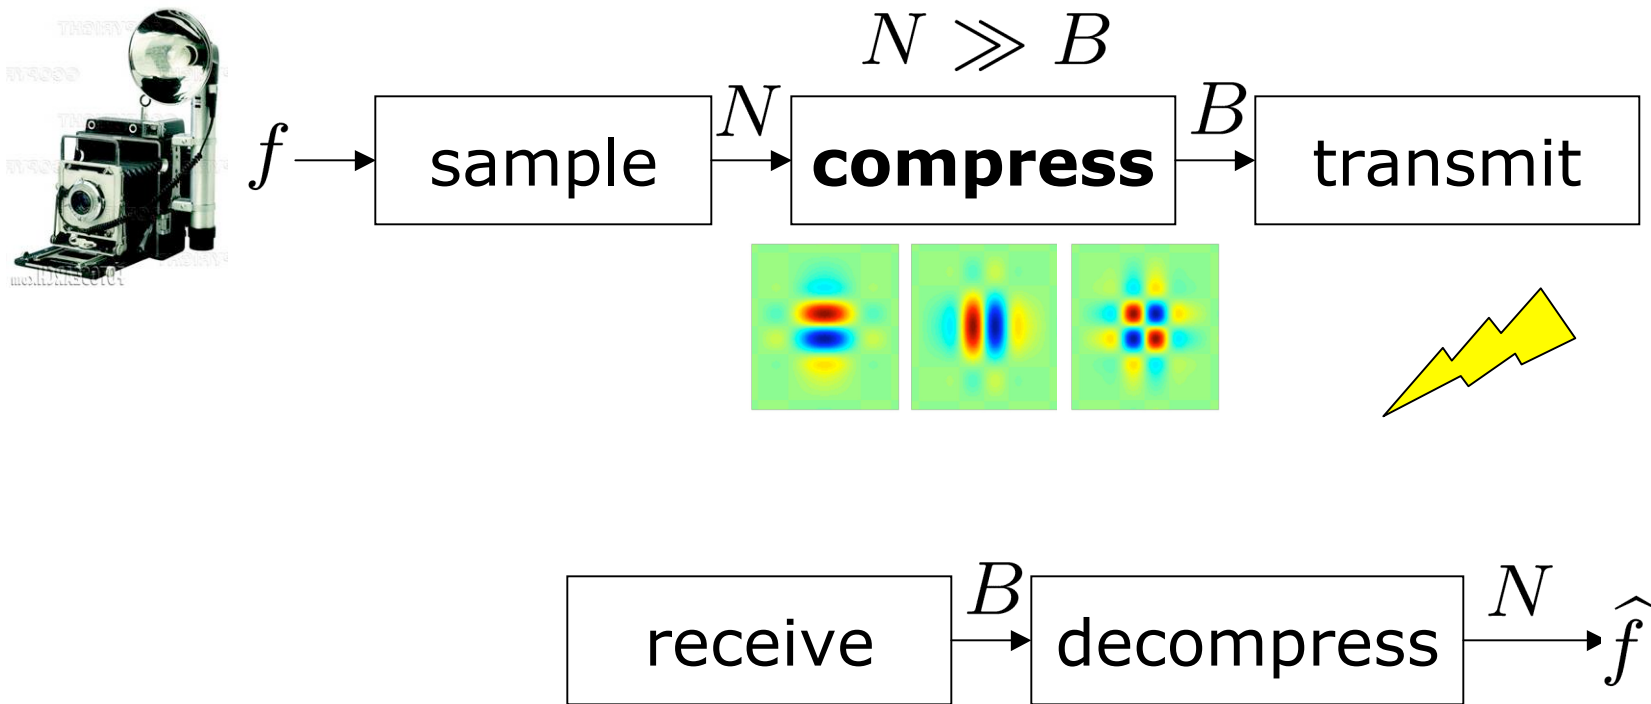 N ≫ B
f sample N compress B transmit
receive B decompress N f̂